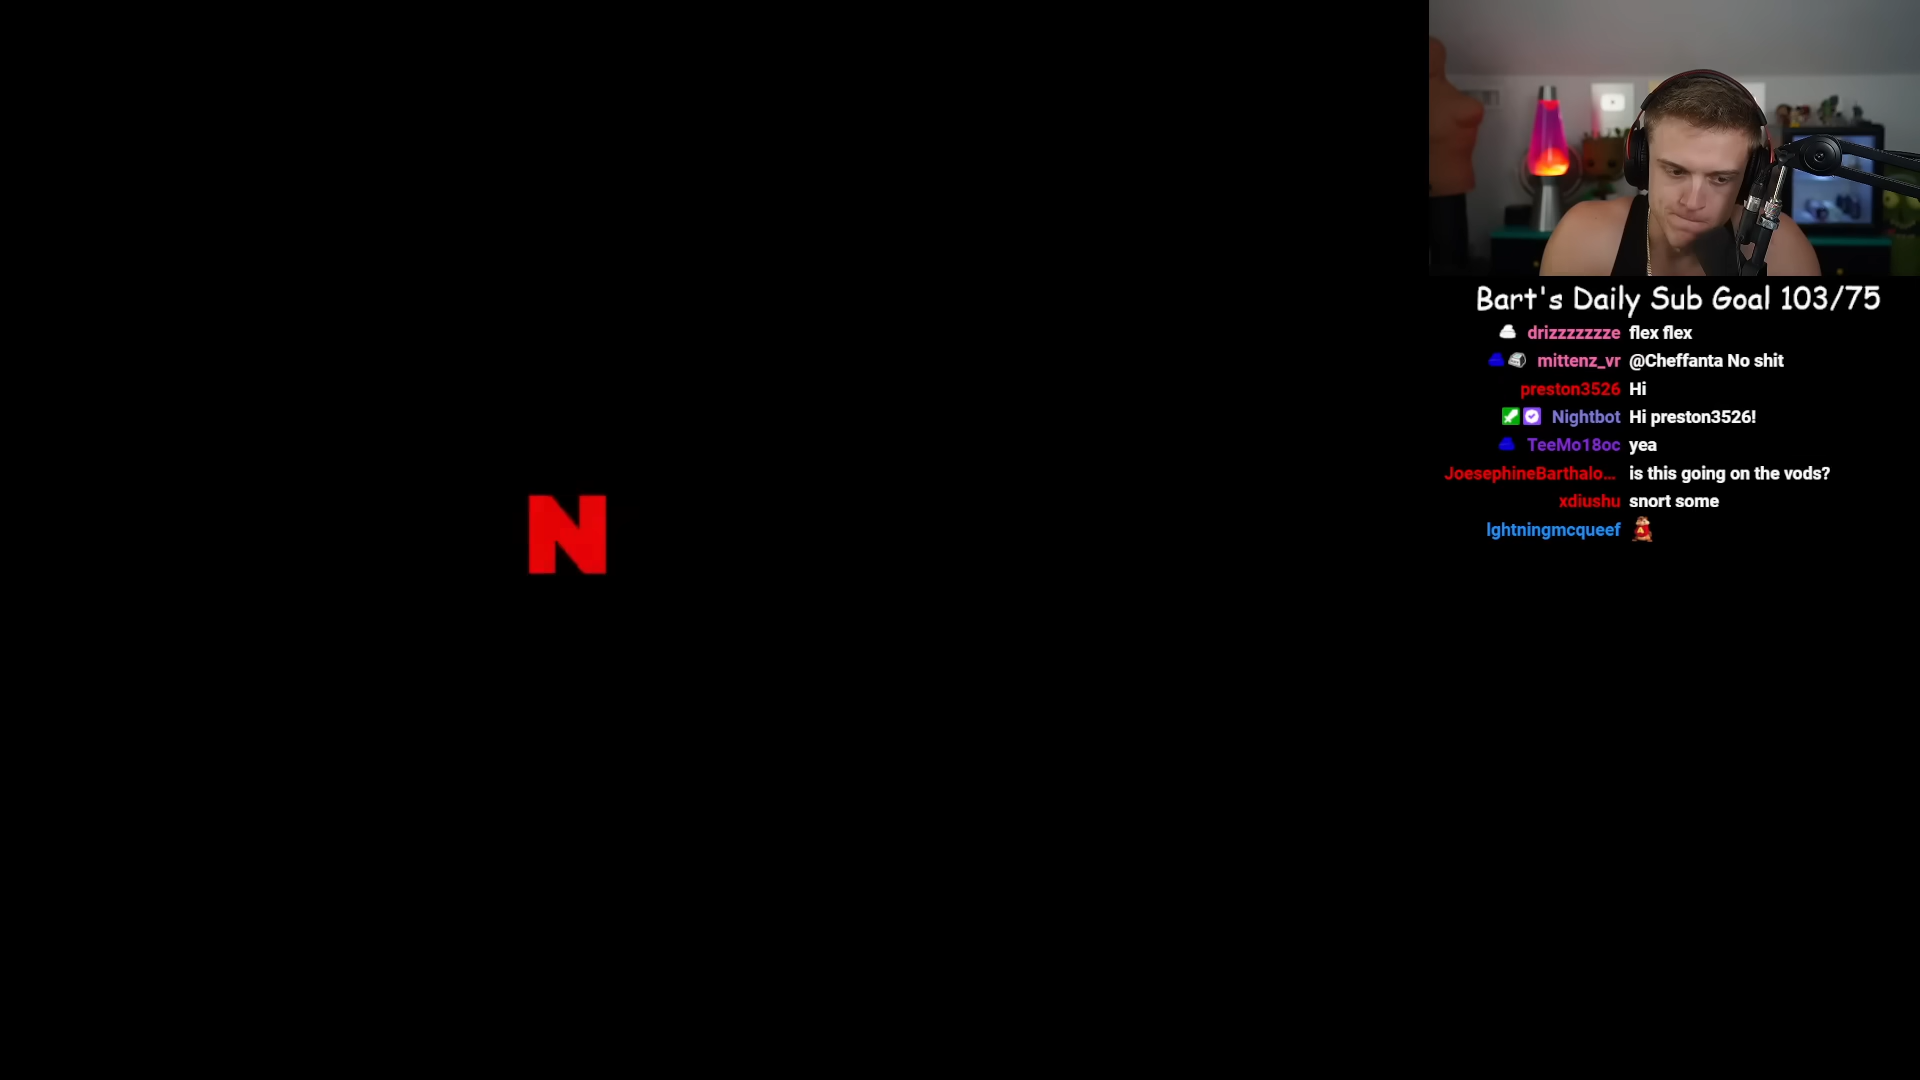 N
Bart's Daily Sub Goal 103/75
drizzzzzzze flex flex
mittenz_vr @Cheffanta No shit
preston3526 Hi
Nightbot Hi preston3526!
TeeMo18oc yea
JoesephineBarthalo... is this going on the vods?
xdiushu snort some
lghtningmcqueef